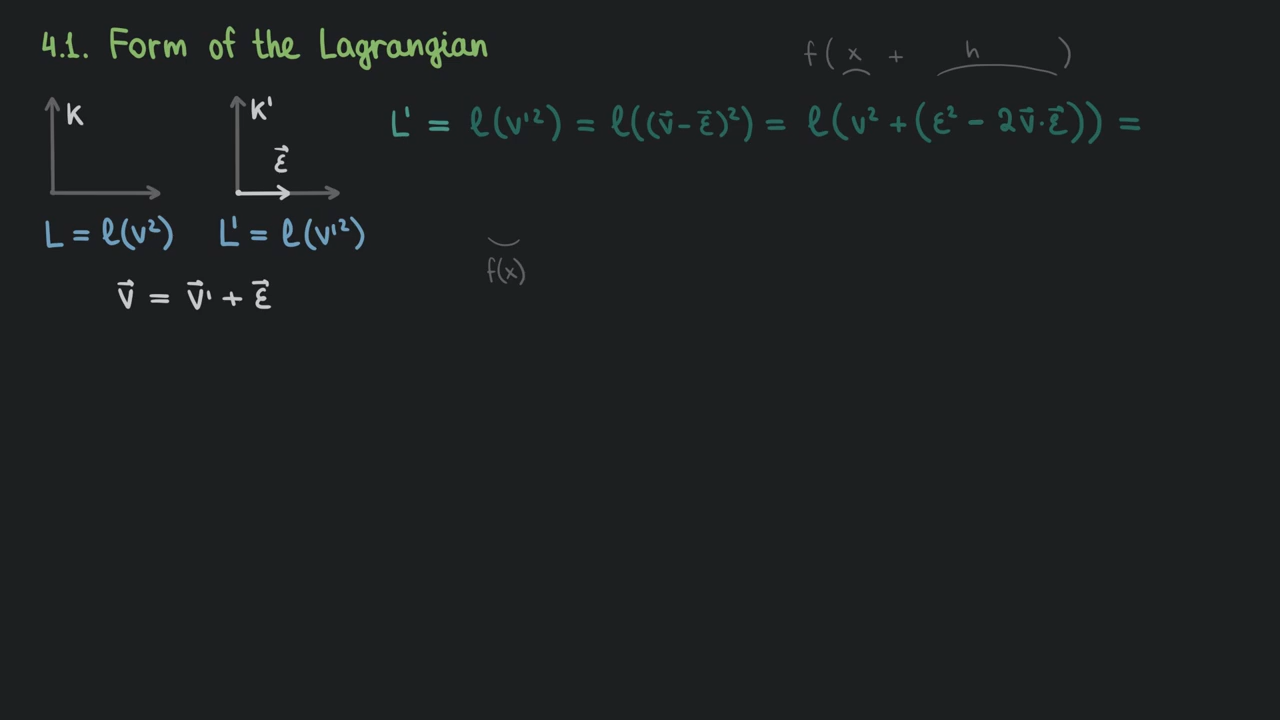 4.1. Form of the Lagrangian
f( x + h )
K K'
L' = ℓ(v'²) = ℓ((v⃗ - ε⃗)²) = ℓ(v² + (ε² - 2v⃗·ε⃗)) =
ε⃗
L = ℓ(v²) L' = ℓ(v'²)
f(x)
v⃗ = v⃗' + ε⃗